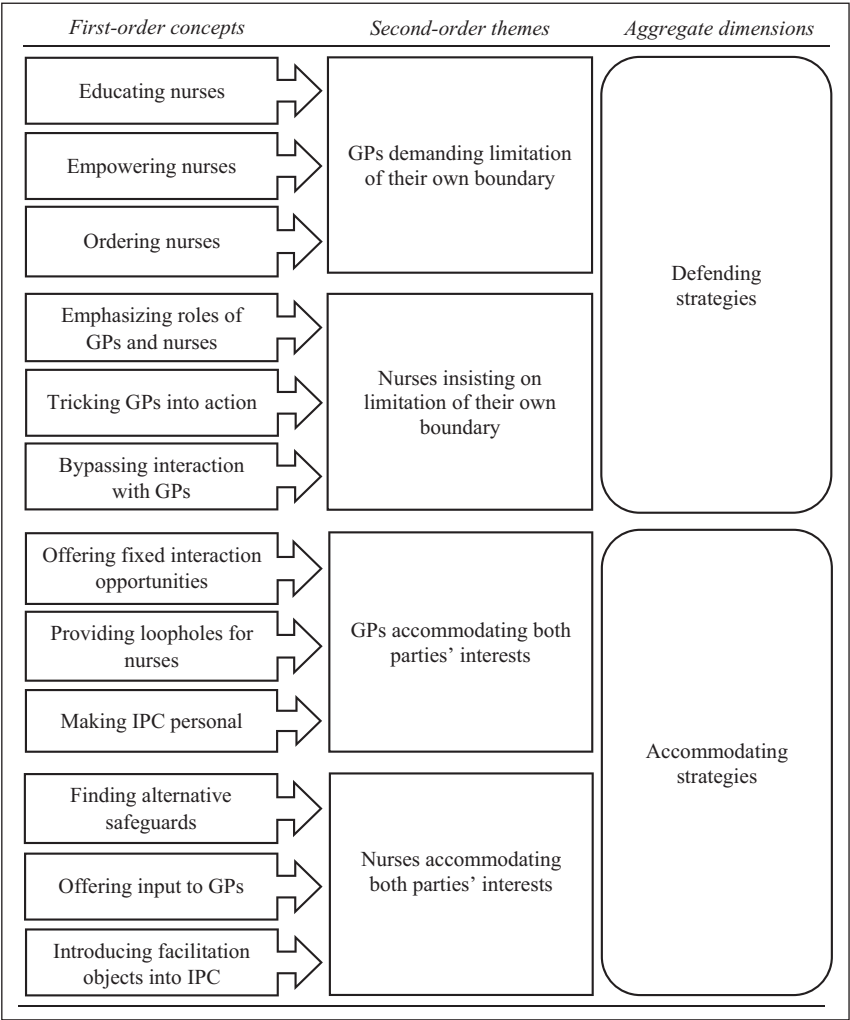 First-order concepts
Second-order themes
Aggregate dimensions
Educating nurses
Empowering nurses
Ordering nurses
GPs demanding limitation
of their own boundary
Emphasizing roles of
GPs and nurses
Tricking GPs into action
Bypassing interaction
with GPs
Nurses insisting on
limitation of their own
boundary
Defending
strategies
Offering fixed interaction
opportunities
Providing loopholes for
nurses
Making IPC personal
GPs accommodating both
parties’ interests
Finding alternative
safeguards
Offering input to GPs
Introducing facilitation
objects into IPC
Nurses accommodating
both parties’ interests
Accommodating
strategies